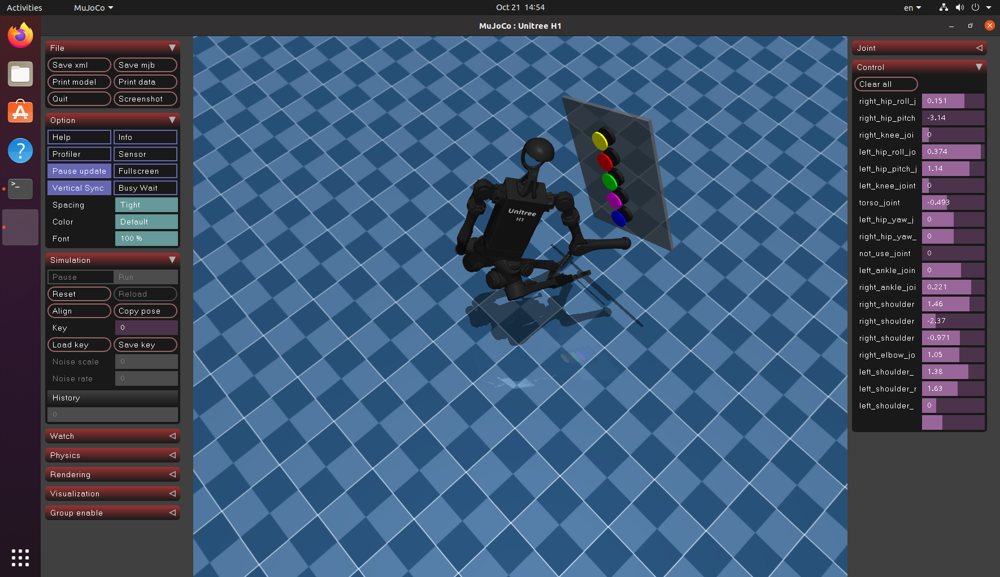 Activities MuJoCo Oct 21 14:54 en
MuJoCo : Unitree H1
File
Save xml Save mjb
Print model Print data
Quit Screenshot
Option
Help Info
Profiler Sensor
Pause update Fullscreen
Vertical Sync Busy Wait
Spacing Tight
Color Default
Font 100 %
Simulation
Pause Run
Reset Reload
Align Copy pose
Key 0
Load key Save key
Noise scale 0
Noise rate 0
History
0
Watch
Physics
Rendering
Visualization
Group enable
Unitree
H1
Joint
Control
Clear all
right_hip_roll_j 0.151
right_hip_pitch -3.14
right_knee_joi 0
left_hip_roll_jo 0.374
left_hip_pitch_j 1.14
left_knee_joint 0
torso_joint -0.493
left_hip_yaw_j 0
right_hip_yaw_ 0
not_use_joint 0
left_ankle_join 0
right_ankle_joi 0.221
right_shoulder 1.46
right_shoulder -2.37
right_shoulder -0.971
right_elbow_jo 1.05
left_shoulder_ 1.38
left_shoulder_r 1.63
left_shoulder_ 0